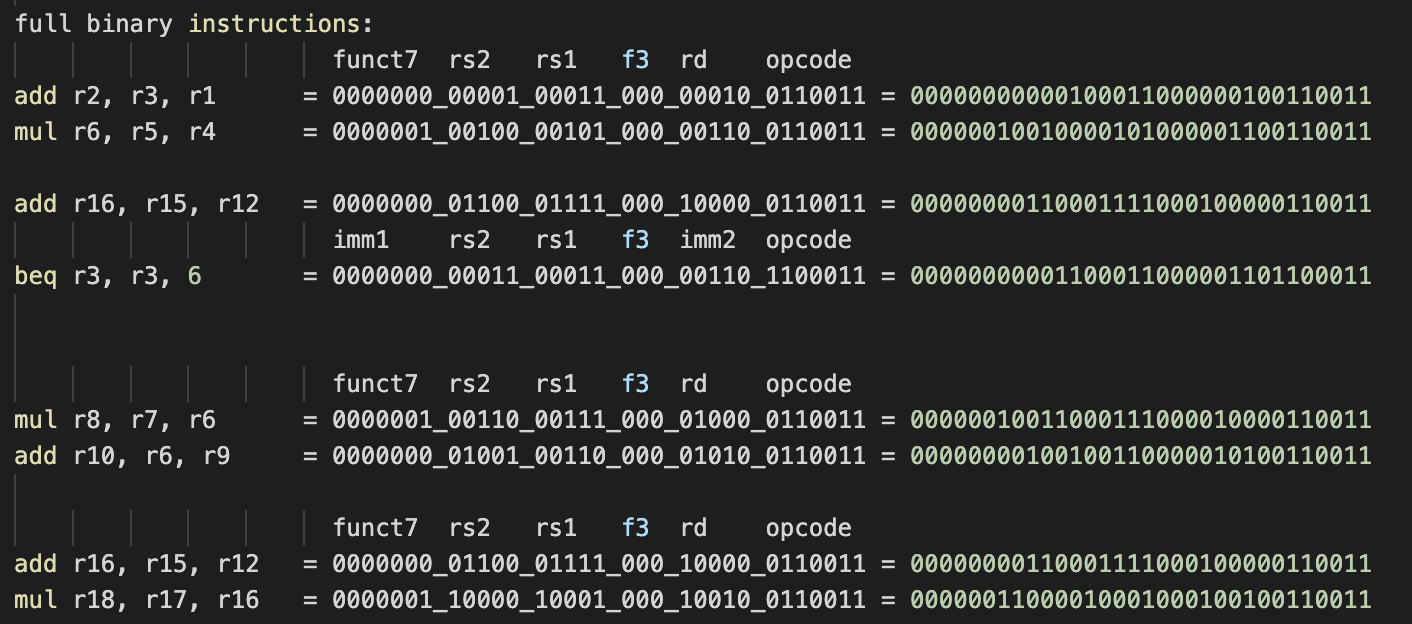 full binary instructions:
funct7 rs2 rs1 f3 rd opcode
add r2, r3, r1 = 0000000_00001_00011_000_00010_0110011 = 00000000000100011000000100110011
mul r6, r5, r4 = 0000001_00100_00101_000_00110_0110011 = 00000010010000101000001100110011
add r16, r15, r12 = 0000000_01100_01111_000_10000_0110011 = 00000000110001111000100000110011
imm1 rs2 rs1 f3 imm2 opcode
beq r3, r3, 6 = 0000000_00011_00011_000_00110_1100011 = 00000000001100011000001101100011
funct7 rs2 rs1 f3 rd opcode
mul r8, r7, r6 = 0000001_00110_00111_000_01000_0110011 = 00000010011000111000010000110011
add r10, r6, r9 = 0000000_01001_00110_000_01010_0110011 = 00000000100100110000010100110011
funct7 rs2 rs1 f3 rd opcode
add r16, r15, r12 = 0000000_01100_01111_000_10000_0110011 = 00000000110001111000100000110011
mul r18, r17, r16 = 0000001_10000_10001_000_10010_0110011 = 00000011000010001000100100110011